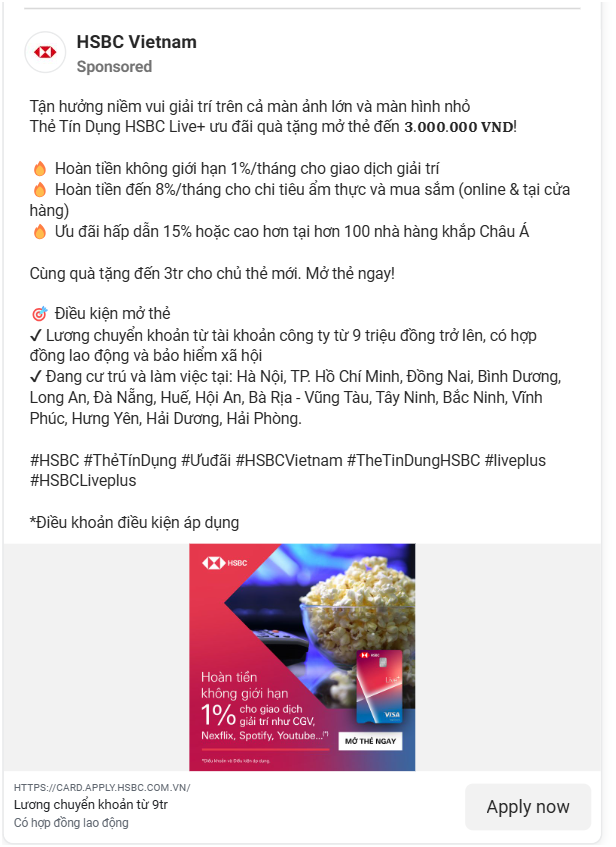 HSBC Vietnam
Sponsored
Tận hưởng niềm vui giải trí trên cả màn ảnh lớn và màn hình nhỏ
Thẻ Tín Dụng HSBC Live+ ưu đãi quà tặng mở thẻ đến 3.000.000 VND!
🔥 Hoàn tiền không giới hạn 1%/tháng cho giao dịch giải trí
🔥 Hoàn tiền đến 8%/tháng cho chi tiêu ẩm thực và mua sắm (online & tại cửa
hàng)
🔥 Ưu đãi hấp dẫn 15% hoặc cao hơn tại hơn 100 nhà hàng khắp Châu Á
Cùng quà tặng đến 3tr cho chủ thẻ mới. Mở thẻ ngay!
🎯 Điều kiện mở thẻ
✔ Lương chuyển khoản từ tài khoản công ty từ 9 triệu đồng trở lên, có hợp
đồng lao động và bảo hiểm xã hội
✔ Đang cư trú và làm việc tại: Hà Nội, TP. Hồ Chí Minh, Đồng Nai, Bình Dương,
Long An, Đà Nẵng, Huế, Hội An, Bà Rịa - Vũng Tàu, Tây Ninh, Bắc Ninh, Vĩnh
Phúc, Hưng Yên, Hải Dương, Hải Phòng.
#HSBC #ThẻTínDụng #Ưuđãi #HSBCVietnam #TheTinDungHSBC #liveplus
#HSBCLiveplus
*Điều khoản điều kiện áp dụng
HSBC
Hoàn tiền
không giới hạn
1% cho giao dịch
giải trí như CGV,
Nexflix, Spotify, Youtube...(*)
*Điều khoản và Điều kiện áp dụng.
HSBC
Live+
VISA
MỞ THẺ NGAY
HTTPS://CARD.APPLY.HSBC.COM.VN/
Lương chuyển khoản từ 9tr
Có hợp đồng lao động
Apply now